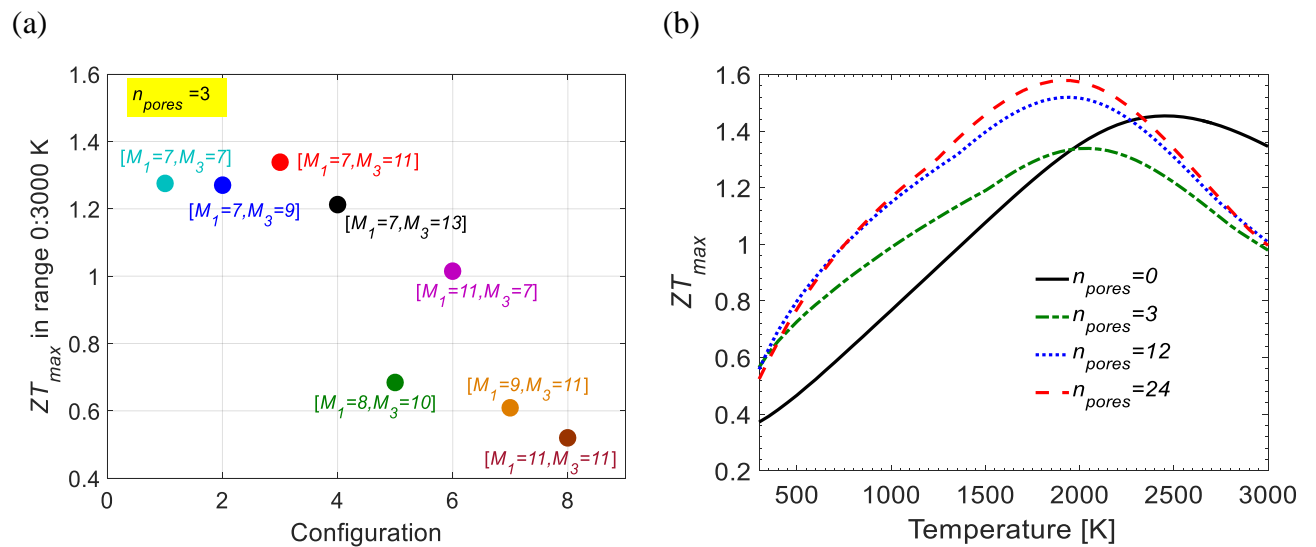 (a)
n_pores =3
[M_1=7,M_3=7]
[M_1=7,M_3=11]
[M_1=7,M_3=9]
[M_1=7,M_3=13]
[M_1=11,M_3=7]
[M_1=8,M_3=10]
[M_1=9,M_3=11]
[M_1=11,M_3=11]
ZT_max in range 0:3000 K
1.6
1.4
1.2
1
0.8
0.6
0.4
0 2 4 6 8
Configuration
(b)
ZT_max
1.6
1.4
1.2
1
0.8
0.6
0.4
0.2
n_pores=0
n_pores=3
n_pores=12
n_pores=24
500 1000 1500 2000 2500 3000
Temperature [K]